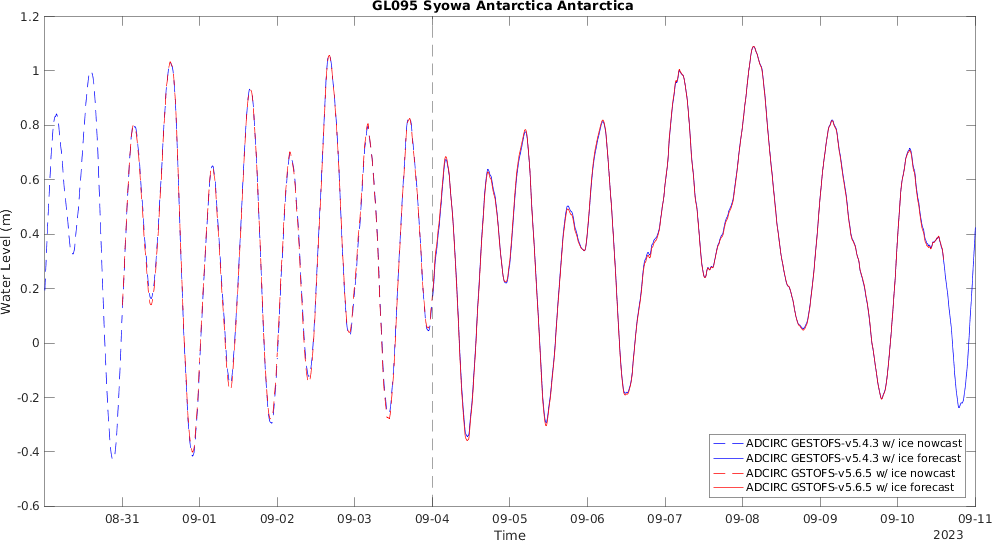 GL095 Syowa Antarctica Antarctica
1.2
1
0.8
0.6
0.4
0.2
0
-0.2
-0.4
-0.6
Water Level (m)
ADCIRC GESTOFS-v5.4.3 w/ ice nowcast
ADCIRC GESTOFS-v5.4.3 w/ ice forecast
ADCIRC GSTOFS-v5.6.5 w/ ice nowcast
ADCIRC GSTOFS-v5.6.5 w/ ice forecast
08-31 09-01 09-02 09-03 09-04 09-05 09-06 09-07 09-08 09-09 09-10 09-11
Time
2023